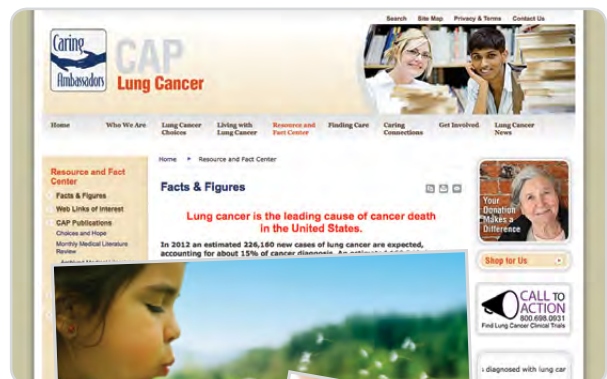 Search Site Map Privacy & Terms Contact Us
Caring
Ambassadors
CAP
Lung Cancer
Home Who We Are Lung Cancer Choices Living with Lung Cancer Resource and Fact Center Finding Care Caring Connections Get Involved Lung Cancer News
Home ► Resource and Fact Center
Resource and Fact
Center
Facts & Figures
Web Links of Interest
CAP Publications
Choices and Hope
Monthly Medical Literature
Review
Facts & Figures
Lung cancer is the leading cause of cancer death
in the United States.
In 2012 an estimated 226,160 new cases of lung cancer are expected,
accounting for about 15% of cancer diagnosis. An estimated
Your
Donation
Makes a
Difference
Shop for Us
CALL TO
ACTION
800.698.0931
Find Lung Cancer Clinical Trials
diagnosed with lung car